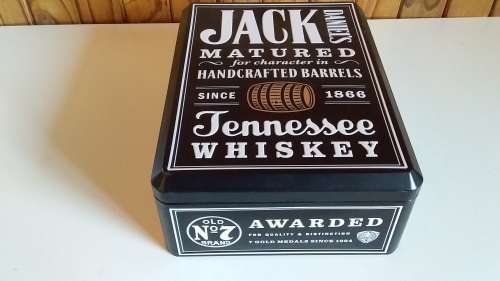 JACK
DANIEL'S
MATURED
for character in
HANDCRAFTED BARRELS
SINCE 1866
Tennessee
WHISKEY
OLD
Nº7
BRAND
AWARDED
FOR QUALITY & DISTINCTION
7 GOLD MEDALS SINCE 1904